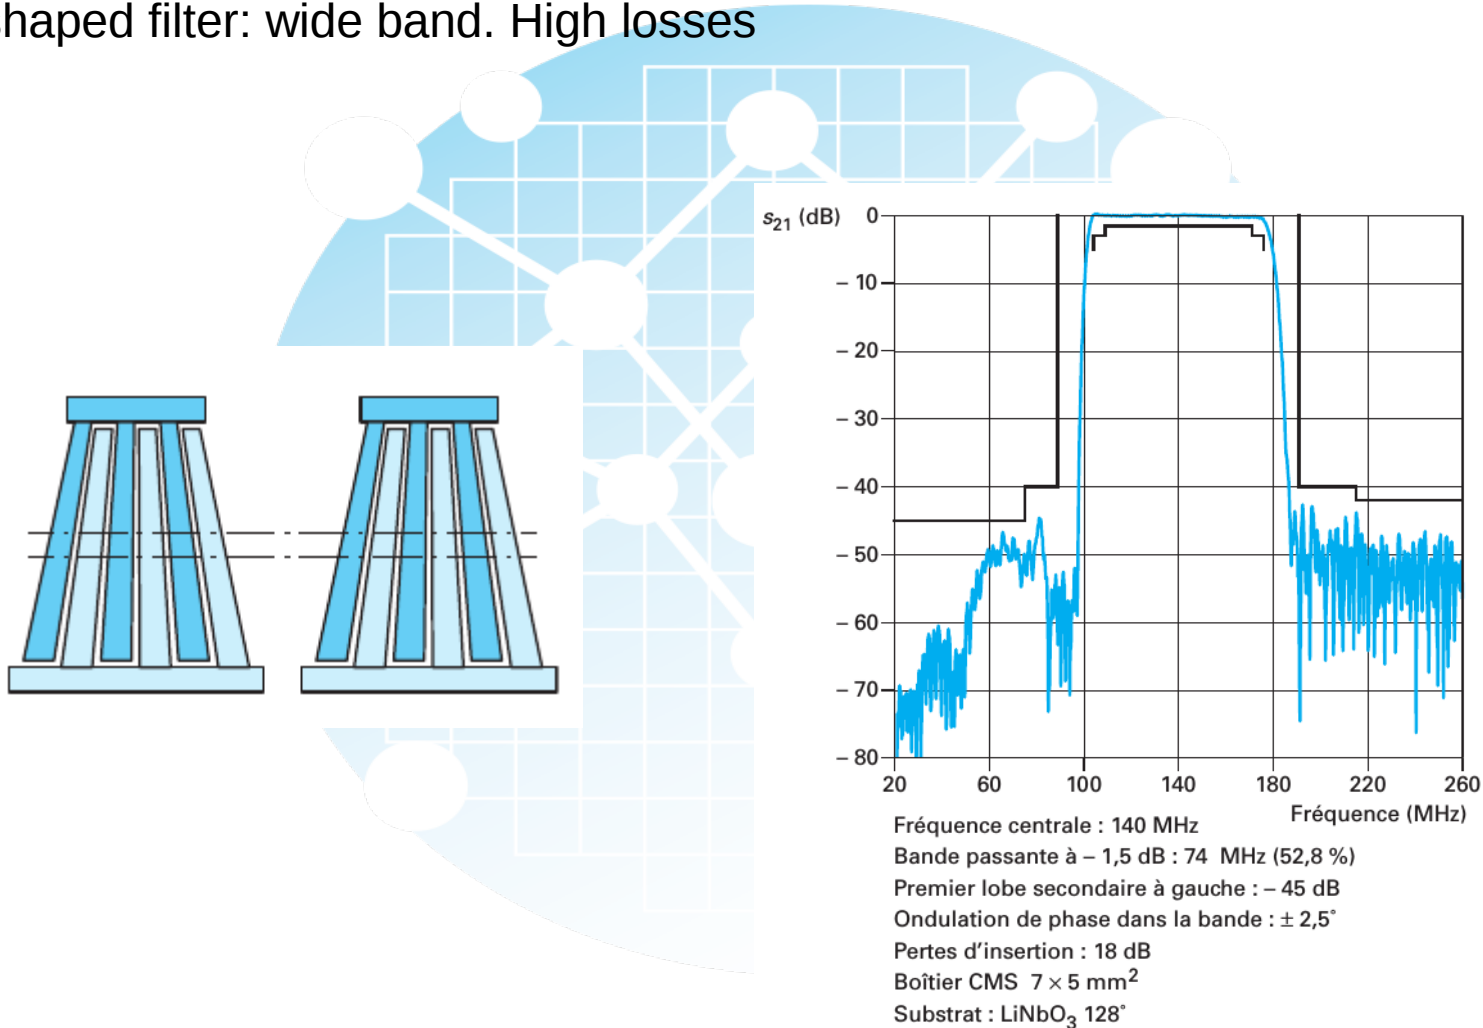 shaped filter: wide band. High losses
s21 (dB)
0
– 10
– 20
– 30
– 40
– 50
– 60
– 70
– 80
20 60 100 140 180 220 260
Fréquence (MHz)
Fréquence centrale : 140 MHz
Bande passante à – 1,5 dB : 74 MHz (52,8 %)
Premier lobe secondaire à gauche : – 45 dB
Ondulation de phase dans la bande : ± 2,5°
Pertes d’insertion : 18 dB
Boîtier CMS 7 × 5 mm²
Substrat : LiNbO₃ 128°